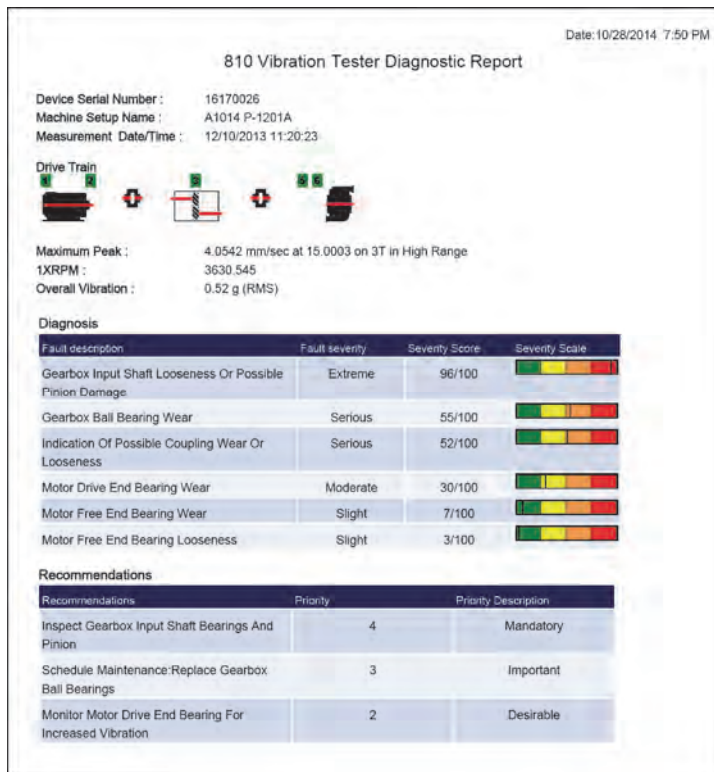 Date:10/28/2014 7:50 PM
810 Vibration Tester Diagnostic Report
Device Serial Number : 16170026
Machine Setup Name : A1014 P-1201A
Measurement Date/Time : 12/10/2013 11:20:23
Drive Train
1 2 3 5 6
Maximum Peak : 4.0542 mm/sec at 15.0003 on 3T in High Range
1XRPM : 3630.545
Overall Vibration : 0.52 g (RMS)
Diagnosis
Fault description Fault severity Severity Score Severity Scale
Gearbox Input Shaft Looseness Or Possible Extreme 96/100
Pinion Damage
Gearbox Ball Bearing Wear Serious 55/100
Indication Of Possible Coupling Wear Or Serious 52/100
Looseness
Motor Drive End Bearing Wear Moderate 30/100
Motor Free End Bearing Wear Slight 7/100
Motor Free End Bearing Looseness Slight 3/100
Recommendations
Recommendations Priority Priority Description
Inspect Gearbox Input Shaft Bearings And 4 Mandatory
Pinion
Schedule Maintenance:Replace Gearbox 3 Important
Ball Bearings
Monitor Motor Drive End Bearing For 2 Desirable
Increased Vibration